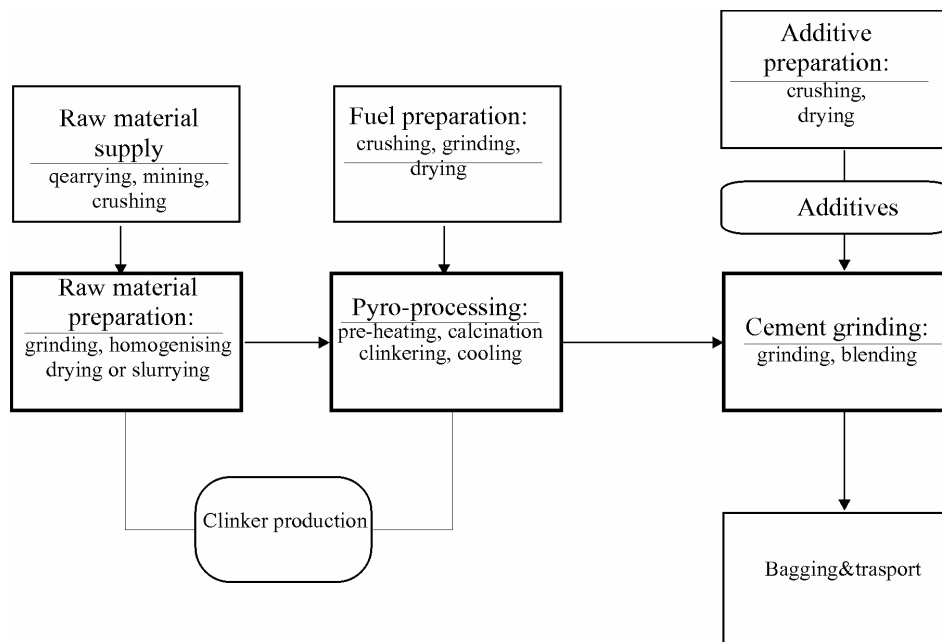 Additive
preparation:
crushing,
drying
Raw material
supply
qearrying, mining,
crushing
Fuel preparation:
crushing, grinding,
drying
Additives
Raw material
preparation:
grinding, homogenising
drying or slurrying
Pyro-processing:
pre-heating, calcination
clinkering, cooling
Cement grinding:
grinding, blending
Clinker production
Bagging&trasport